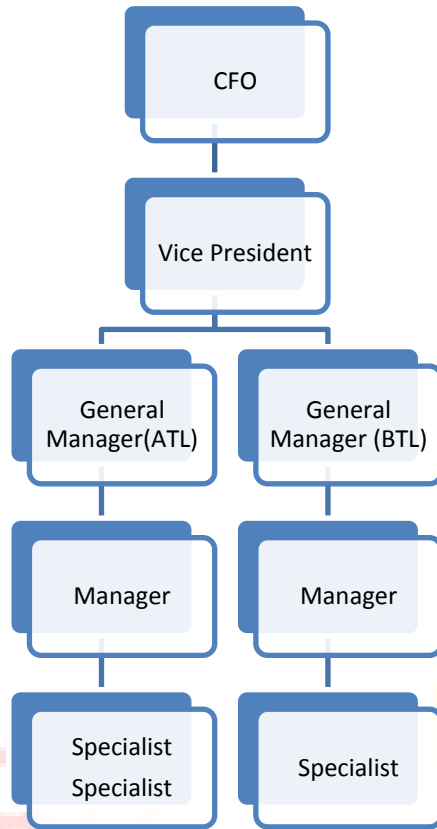 CFO
Vice President
General
Manager(ATL)
General
Manager (BTL)
Manager
Manager
Specialist
Specialist
Specialist